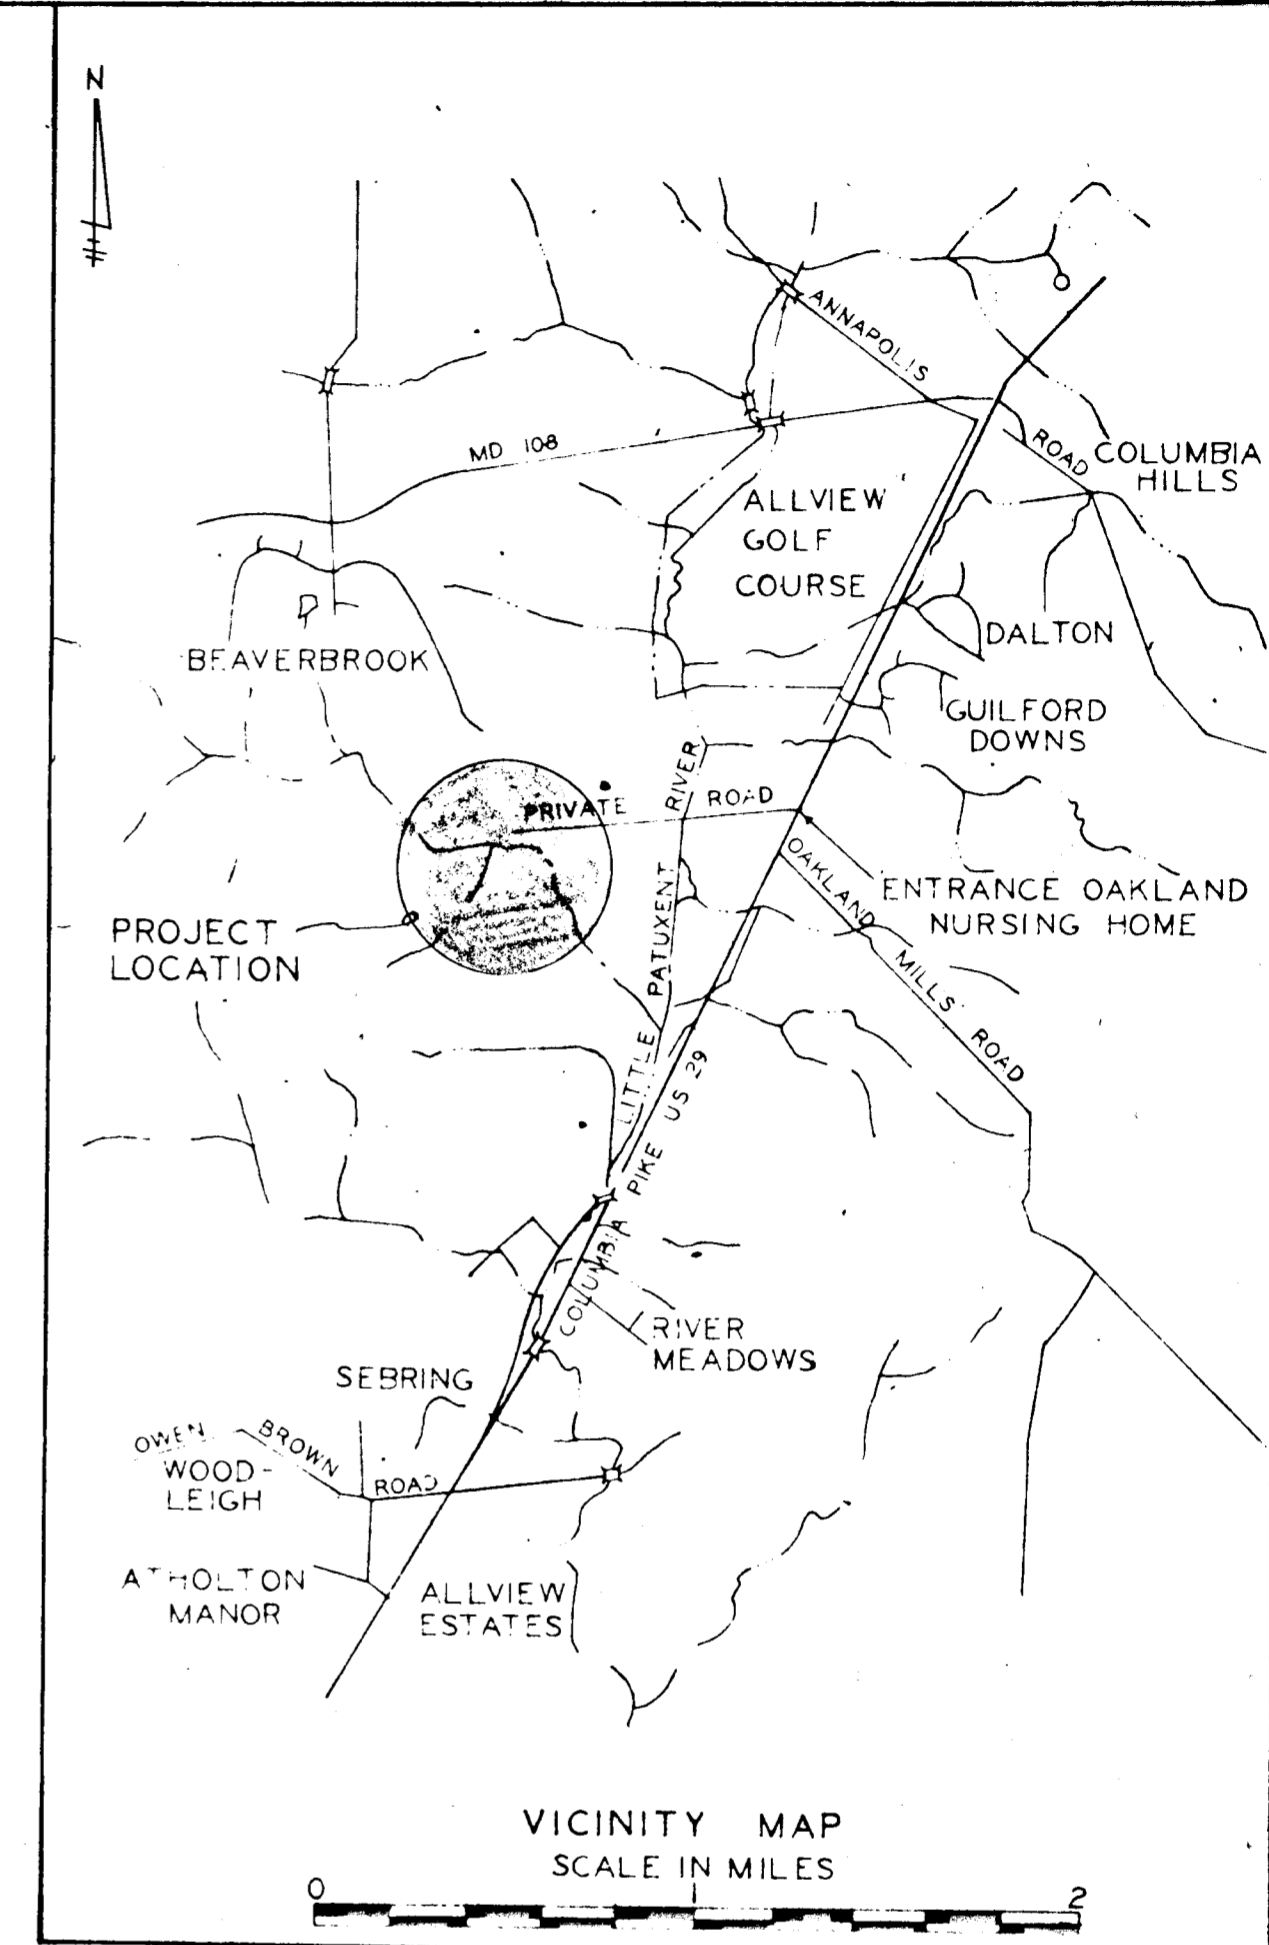 N
ANNAPOLIS
ROAD
MD 108
COLUMBIA
HILLS
ALLVIEW
GOLF
COURSE
DALTON
BEAVERBROOK
GUILFORD
DOWNS
PRIVATE ROAD
LITTLE PATUXENT RIVER
OAKLAND MILLS ROAD
ENTRANCE OAKLAND
NURSING HOME
PROJECT
LOCATION
COLUMBIA PIKE US 29
RIVER
MEADOWS
SEBRING
OWEN BROWN ROAD
WOOD-
LEIGH
ATHOLTON
MANOR
ALLVIEW
ESTATES
VICINITY MAP
SCALE IN MILES
0 1 2